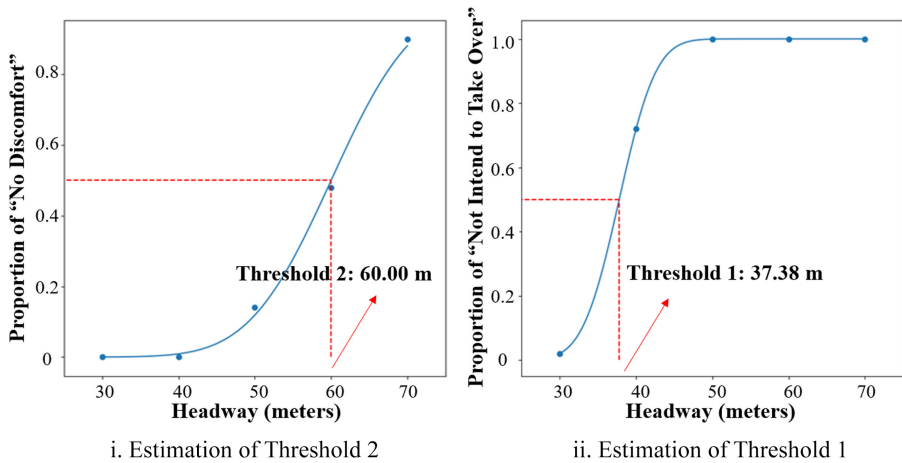 Proportion of “No Discomfort”
0.8
0.6
0.4
0.2
0
Threshold 2: 60.00 m
30 40 50 60 70
Headway (meters)
i. Estimation of Threshold 2
Proportion of “Not Intend to Take Over”
1.0
0.8
0.6
0.4
0.2
0
Threshold 1: 37.38 m
30 40 50 60 70
Headway (meters)
ii. Estimation of Threshold 1